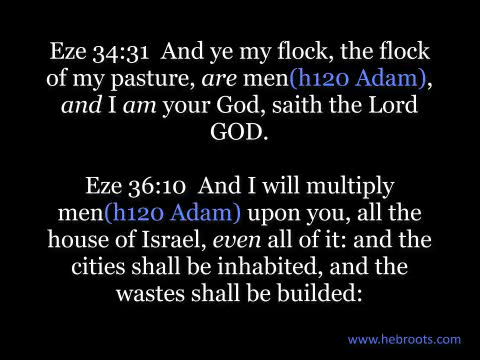 Eze 34:31  And ye my flock, the flock
of my pasture, are men(h120 Adam),
and I am your God, saith the Lord
GOD.
Eze 36:10  And I will multiply
men(h120 Adam) upon you, all the
house of Israel, even all of it: and the
cities shall be inhabited, and the
wastes shall be builded:
www.hebroots.com